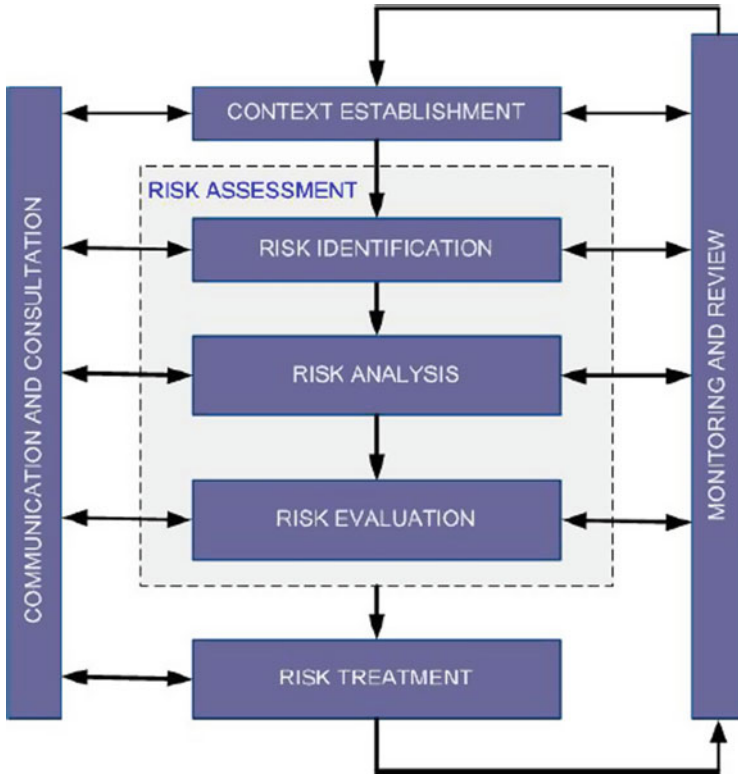 CONTEXT ESTABLISHMENT
RISK ASSESSMENT
RISK IDENTIFICATION
RISK ANALYSIS
RISK EVALUATION
RISK TREATMENT
COMMUNICATION AND CONSULTATION
MONITORING AND REVIEW